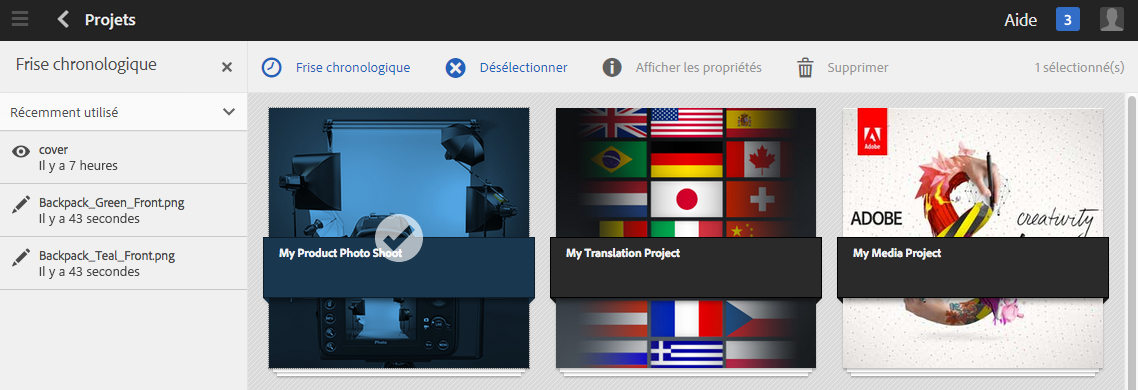 Projets
Aide 3
Frise chronologique
Frise chronologique Désélectionner Afficher les propriétés Supprimer 1 sélectionné(s)
Récemment utilisé
cover
Il y a 7 heures
Backpack_Green_Front.png
Il y a 43 secondes
Backpack_Teal_Front.png
Il y a 43 secondes
Photo
My Product Photo Shoot
My Translation Project
Adobe
ADOBE creativity
My Media Project